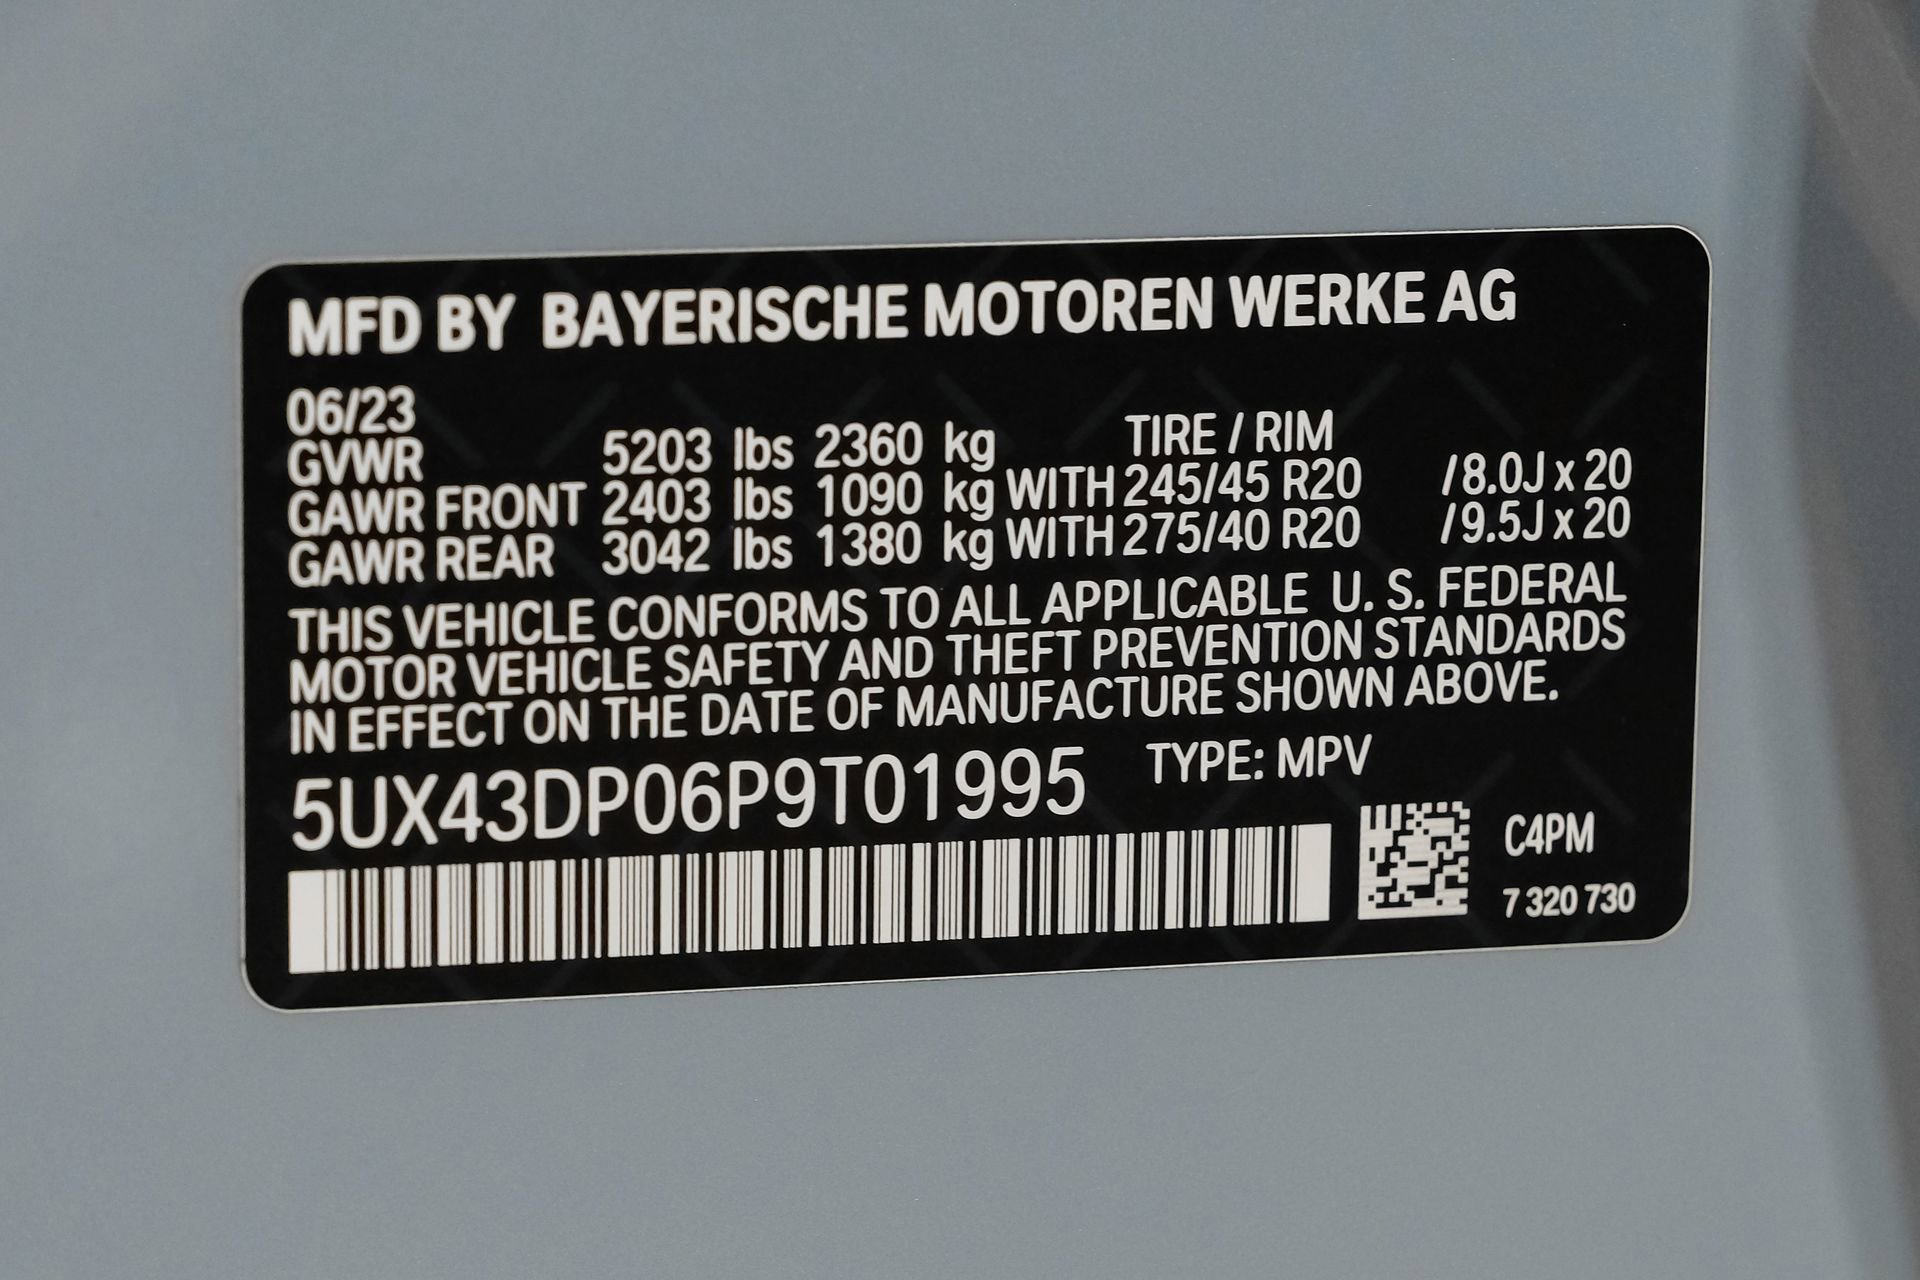 MFD BY BAYERISCHE MOTOREN WERKE AG
06/23
TIRE / RIM
GVWR 5203 lbs 2360 kg
GAWR FRONT 2403 lbs 1090 kg WITH 245/45 R20 /8.0J x 20
GAWR REAR 3042 lbs 1380 kg WITH 275/40 R20 /9.5J x 20
THIS VEHICLE CONFORMS TO ALL APPLICABLE U. S. FEDERAL
MOTOR VEHICLE SAFETY AND THEFT PREVENTION STANDARDS
IN EFFECT ON THE DATE OF MANUFACTURE SHOWN ABOVE.
5UX43DP06P9T01995 TYPE: MPV
C4PM
7 320 730